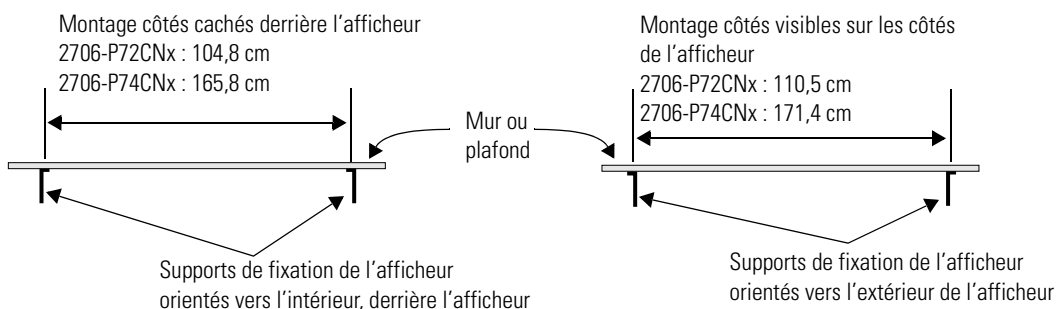 Montage côtés cachés derrière l'afficheur
2706-P72CNx : 104,8 cm
2706-P74CNx : 165,8 cm
Montage côtés visibles sur les côtés
de l'afficheur
2706-P72CNx : 110,5 cm
2706-P74CNx : 171,4 cm
Mur ou
plafond
Supports de fixation de l'afficheur
orientés vers l'intérieur, derrière l'afficheur
Supports de fixation de l'afficheur
orientés vers l'extérieur de l'afficheur